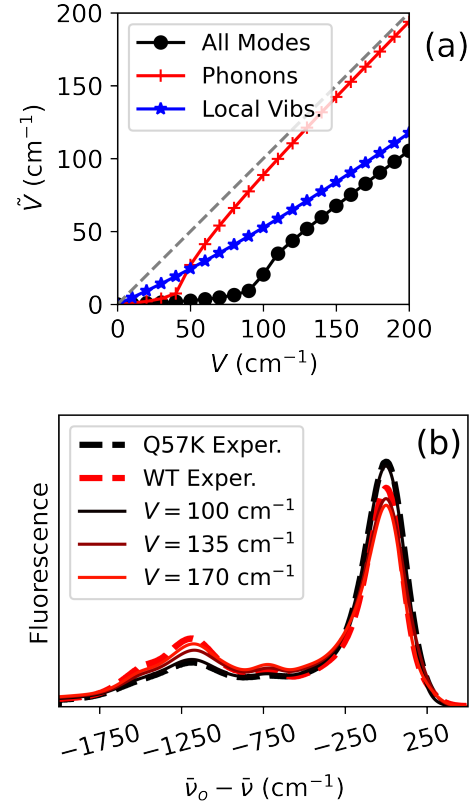 200
150
100
50
0
Ṽ (cm⁻¹)
All Modes
Phonons
Local Vibs.
(a)
0 50 100 150 200
V (cm⁻¹)
Fluorescence
Q57K Exper.
WT Exper.
V = 100 cm⁻¹
V = 135 cm⁻¹
V = 170 cm⁻¹
(b)
−1750 −1250 −750 −250 250
ν̄ₒ − ν̄ (cm⁻¹)